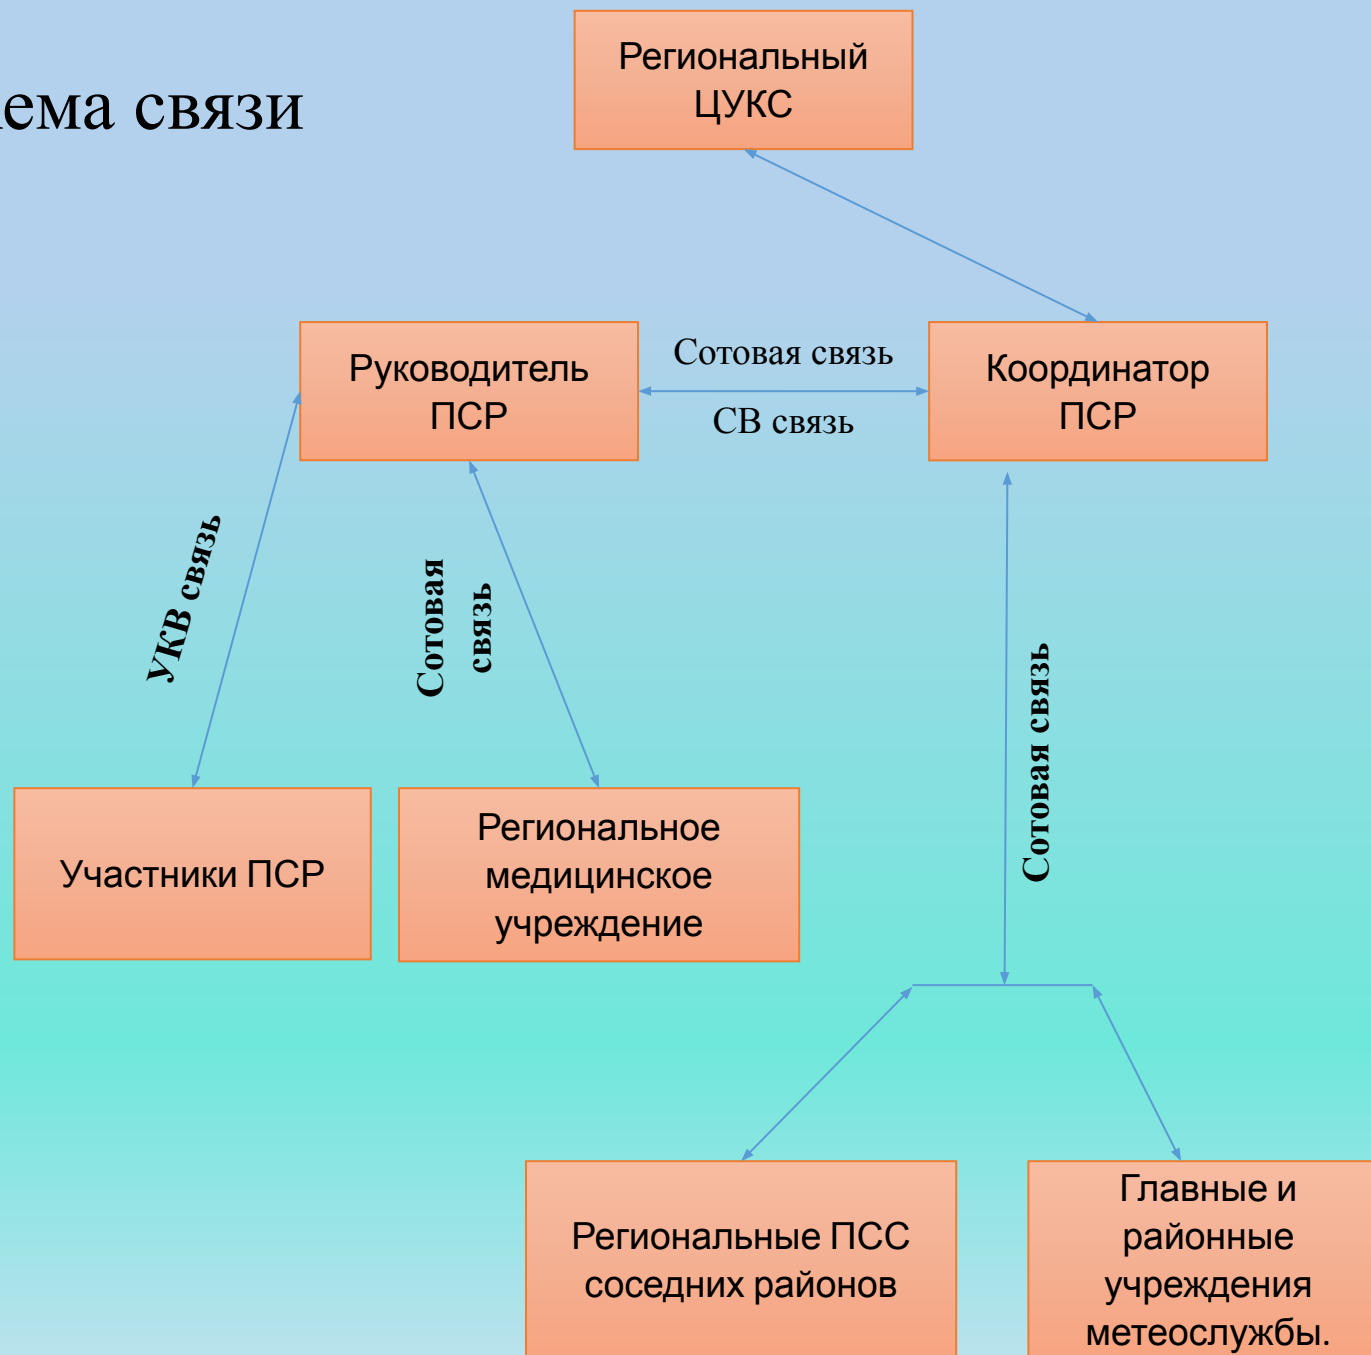 Региональный
ЦУКС
ема связи
Руководитель
ПСР
Сотовая связь
СВ связь
Координатор
ПСР
УКВ связь
Сотовая
связь
Сотовая связь
Участники ПСР
Региональное
медицинское
учреждение
Региональные ПСС
соседних районов
Главные и
районные
учреждения
метеослужбы.